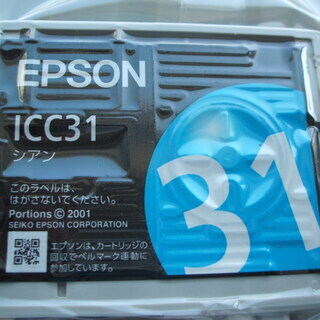 EPSON
ICC31
シアン
このラベルは、
はがさないでください。
Portions © 2001
SEIKO EPSON CORPORATION
エプソンは、カートリッジの
回収でベルマーク運動に
参加しています。
31